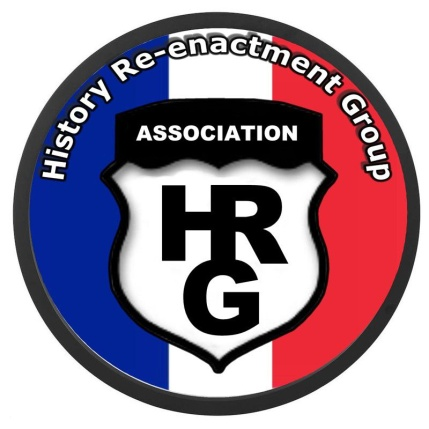 History Re-enactment Group
ASSOCIATION
HR
G